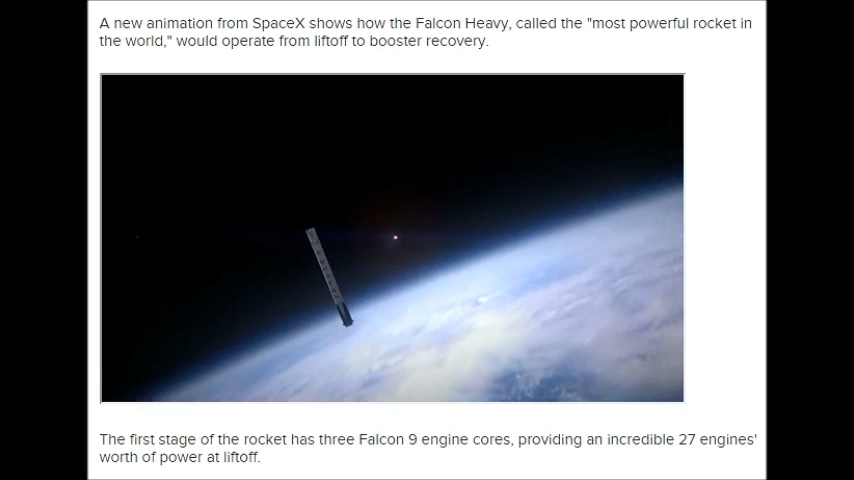 A new animation from SpaceX shows how the Falcon Heavy, called the "most powerful rocket in
the world," would operate from liftoff to booster recovery.
The first stage of the rocket has three Falcon 9 engine cores, providing an incredible 27 engines'
worth of power at liftoff.